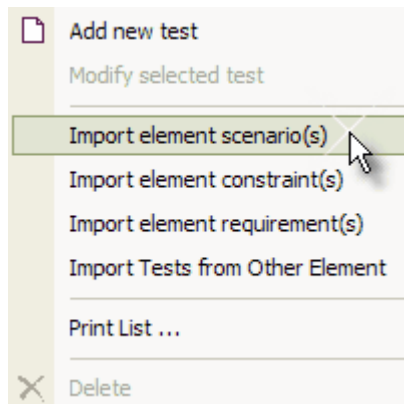 Add new test
Modify selected test
Import element scenario(s)
Import element constraint(s)
Import element requirement(s)
Import Tests from Other Element
Print List ...
Delete